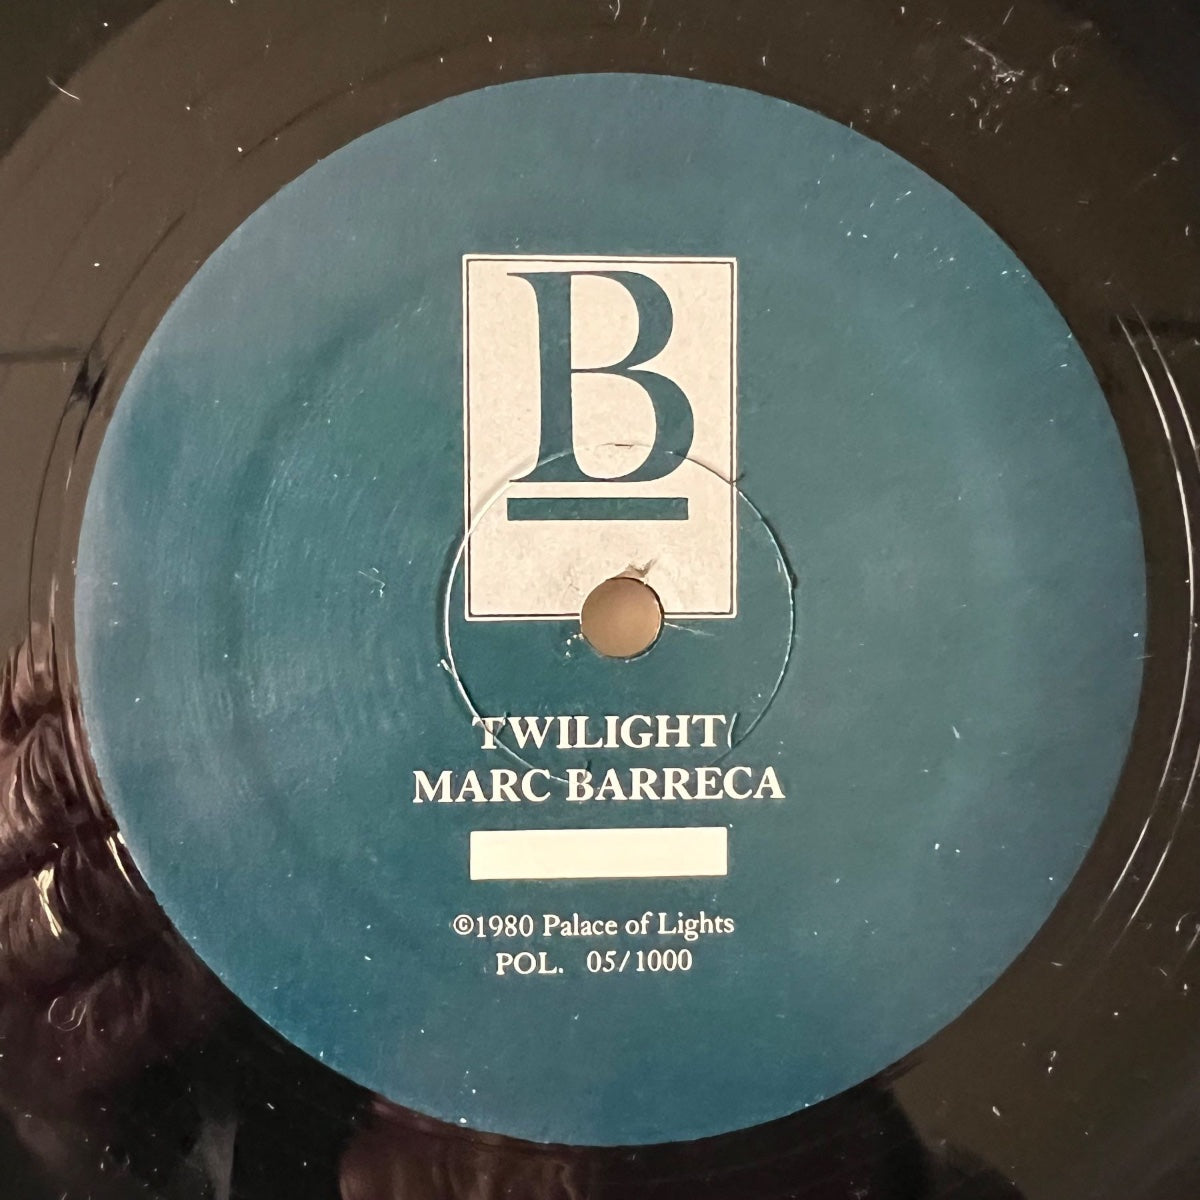 B
TWILIGHT
MARC BARRECA
©1980 Palace of Lights
POL. 05/1000